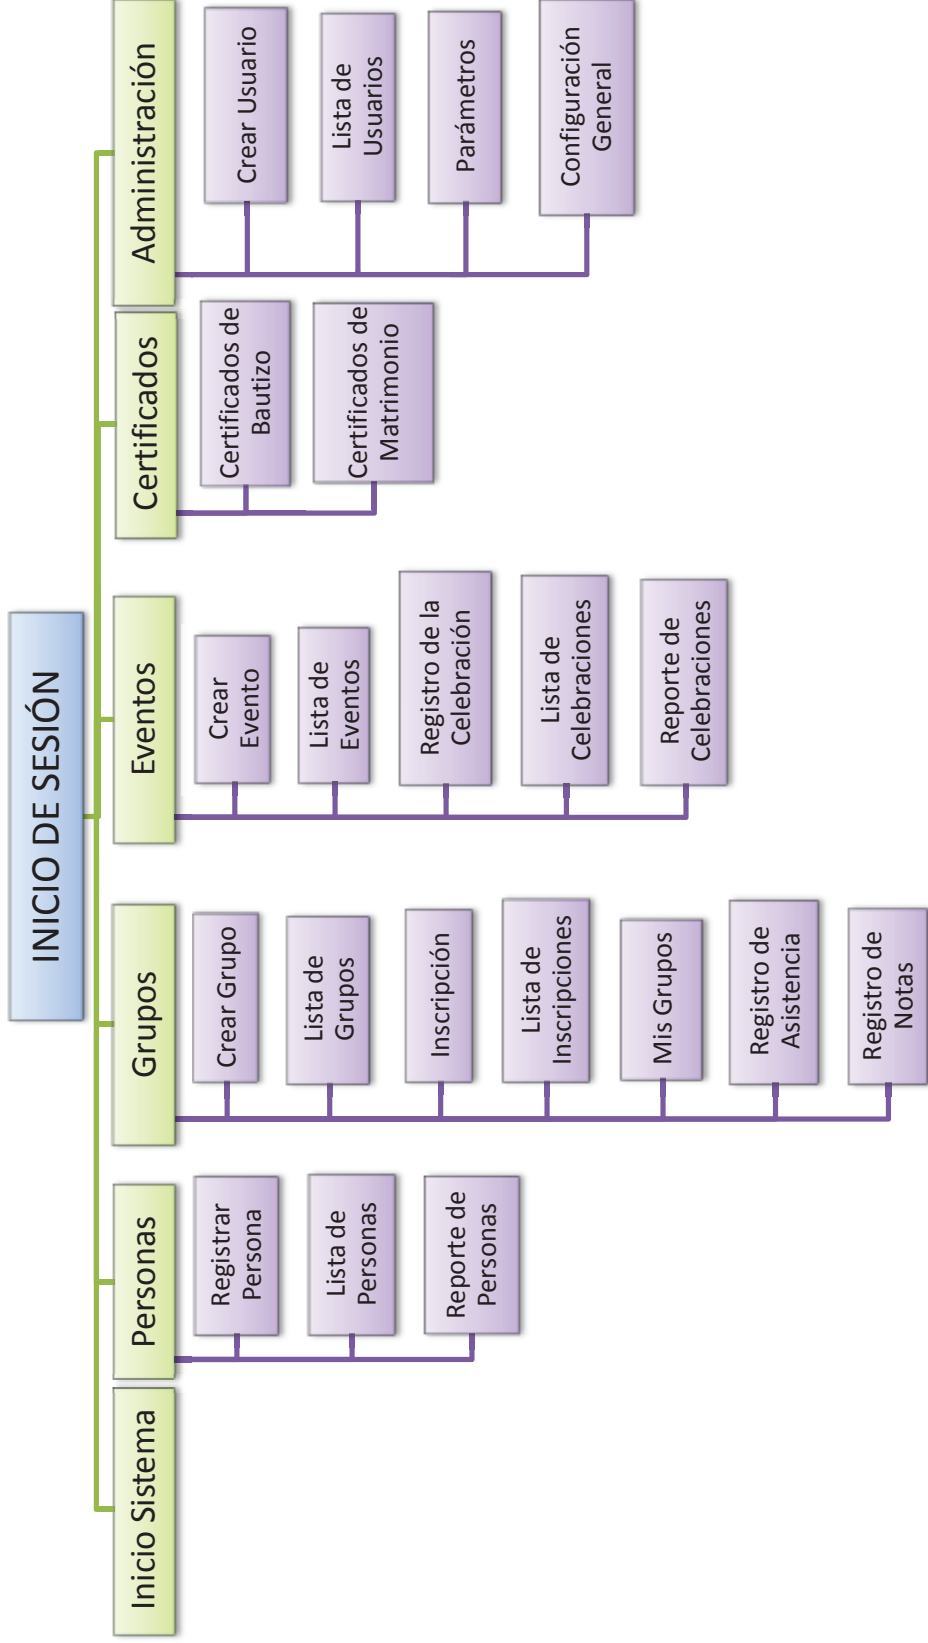 INICIO DE SESIÓN
Inicio Sistema
Personas
Registrar
Persona
Lista de
Personas
Reporte de
Personas
Grupos
Crear Grupo
Lista de
Grupos
Inscripción
Lista de
Inscripciones
Mis Grupos
Registro de
Asistencia
Registro de
Notas
Eventos
Crear
Evento
Lista de
Eventos
Registro de la
Celebración
Lista de
Celebraciones
Reporte de
Celebraciones
Certificados
Certificados de
Bautizo
Certificados de
Matrimonio
Administración
Crear Usuario
Lista de
Usuarios
Parámetros
Configuración
General